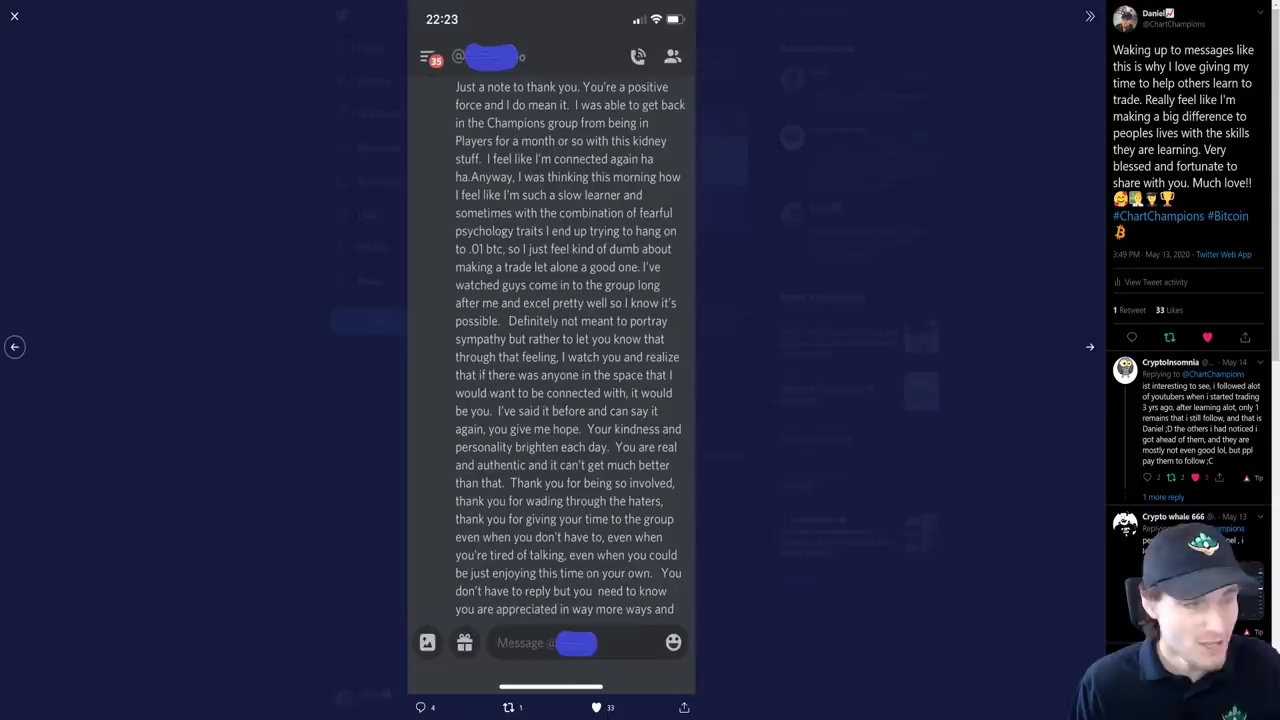 22:23
35
@
Just a note to thank you. You're a positive
force and I do mean it. I was able to get back
in the Champions group from being in
Players for a month or so with this kidney
stuff. I feel like I'm connected again ha
ha.Anyway, I was thinking this morning how
I feel like I'm such a slow learner and
sometimes with the combination of fearful
psychology traits I end up trying to hang on
to .01 btc, so I just feel kind of dumb about
making a trade let alone a good one. I've
watched guys come in to the group long
after me and excel pretty well so I know it's
possible. Definitely not meant to portray
sympathy but rather to let you know that
through that feeling, I watch you and realize
that if there was anyone in the space that I
would want to be connected with, it would
be you. I've said it before and can say it
again, you give me hope. Your kindness and
personality brighten each day. You are real
and authentic and it can't get much better
than that. Thank you for being so involved,
thank you for wading through the haters,
thank you for giving your time to the group
even when you don't have to, even when
you're tired of talking, even when you could
be just enjoying this time on your own. You
don't have to reply but you need to know
you are appreciated in way more ways and
Message @
4
1
33
Daniel
@ChartChampions
Waking up to messages like
this is why I love giving my
time to help others learn to
trade. Really feel like I'm
making a big difference to
peoples lives with the skills
they are learning. Very
blessed and fortunate to
share with you. Much love!!
#ChartChampions #Bitcoin
3:49 PM · May 13, 2020 · Twitter Web App
View Tweet activity
1 Retweet 33 Likes
CryptoInsomnia @... · May 14
Replying to @ChartChampions
ist interesting to see, i followed alot
of youtubers when i started trading
3 yrs ago, after learning alot, only 1
remains that i still follow, and that is
Daniel ;D the others i had noticed i
got ahead of them, and they are
mostly not even good lol, but ppl
pay them to follow ;C
2 2 5 Tip
1 more reply
Crypto whale 666 @. · May 13
Tip